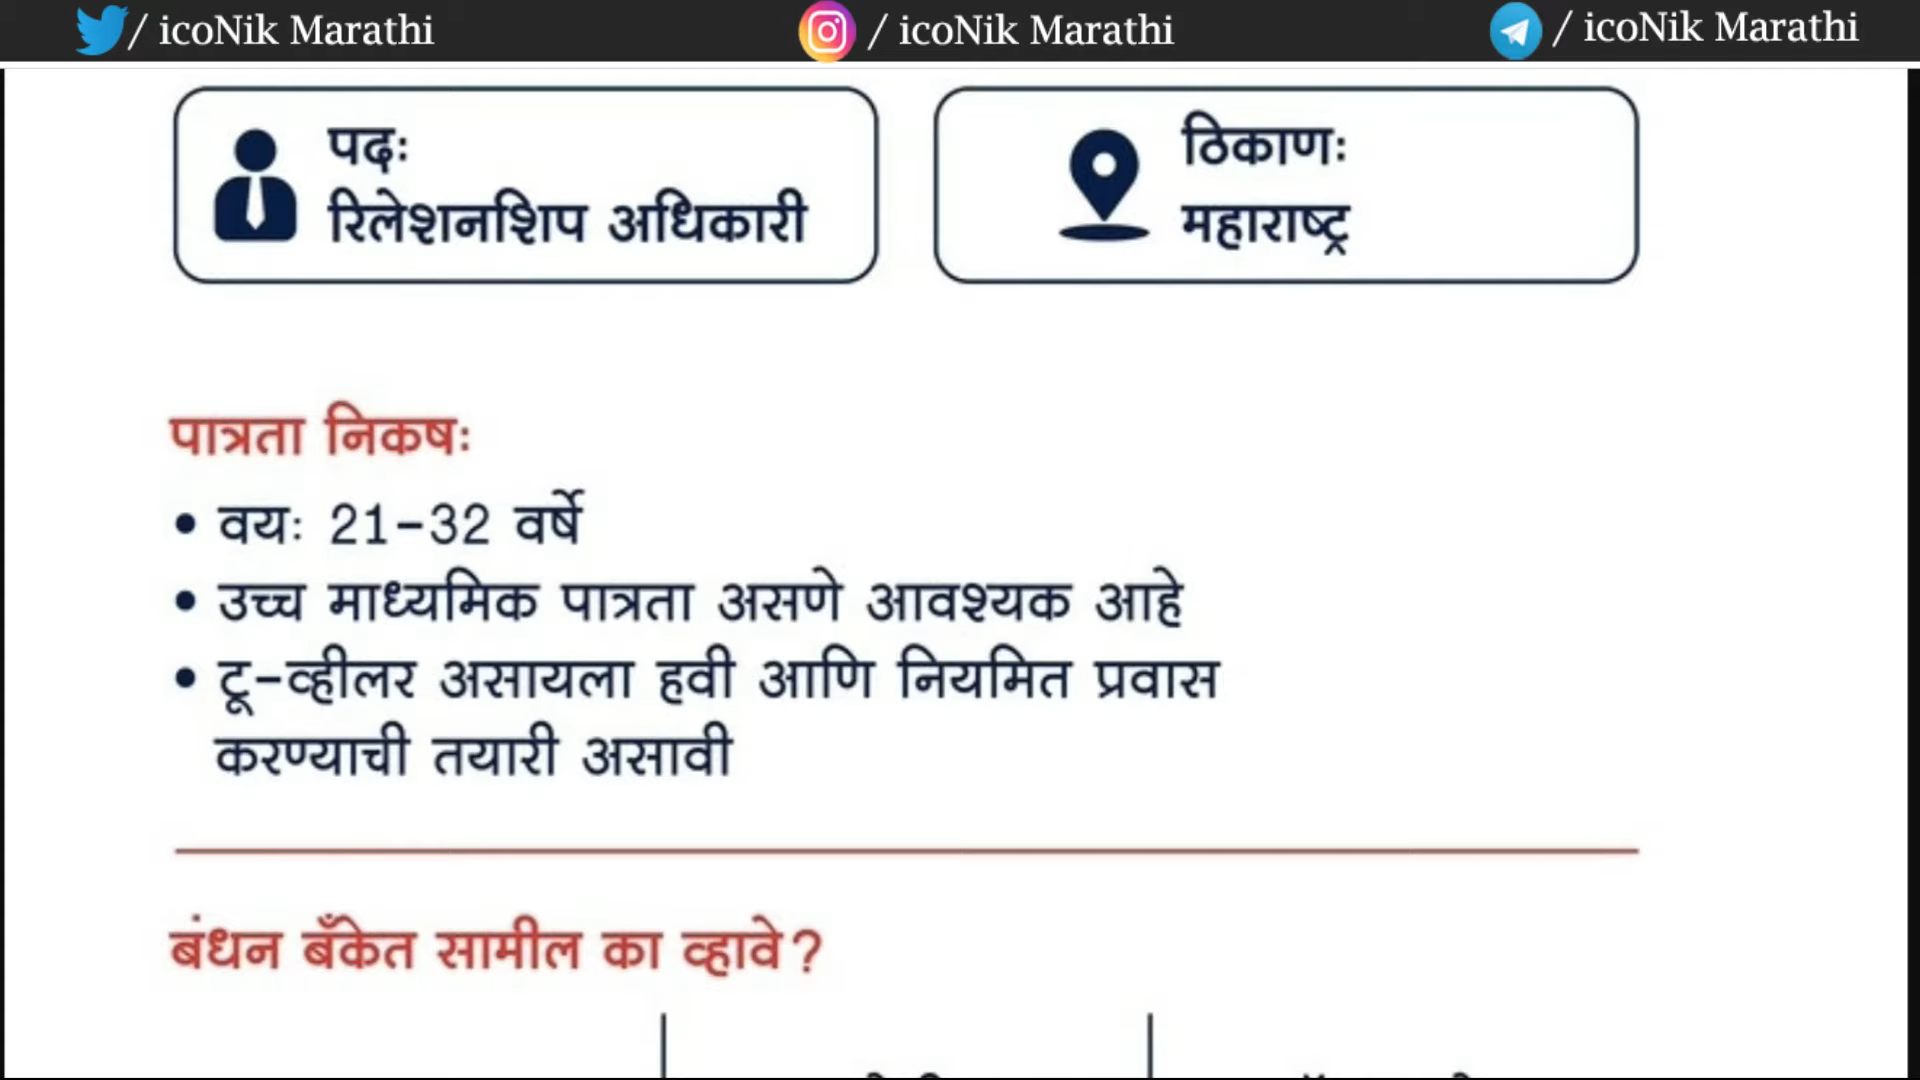 / icoNik Marathi
/ icoNik Marathi
/ icoNik Marathi
पदः
रिलेशनशिप अधिकारी
ठिकाणः
महाराष्ट्र
पात्रता निकषः
• वयः 21-32 वर्षे
• उच्च माध्यमिक पात्रता असणे आवश्यक आहे
• टू-व्हीलर असायला हवी आणि नियमित प्रवास
करण्याची तयारी असावी
बंधन बँकेत सामील का व्हावे?